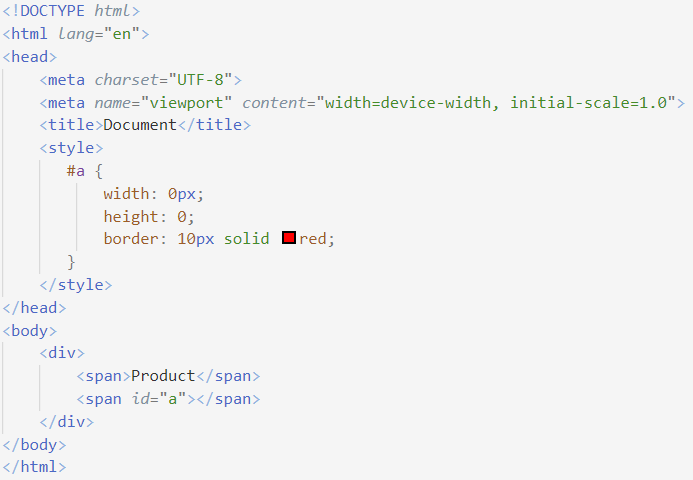 <!DOCTYPE html>
<html lang="en">
<head>
    <meta charset="UTF-8">
    <meta name="viewport" content="width=device-width, initial-scale=1.0">
    <title>Document</title>
    <style>
       #a {
           width: 0px;
           height: 0;
           border: 10px solid red;
       }
    </style>
</head>
<body>
    <div>
        <span>Product</span>
        <span id="a"></span>
    </div>
</body>
</html>